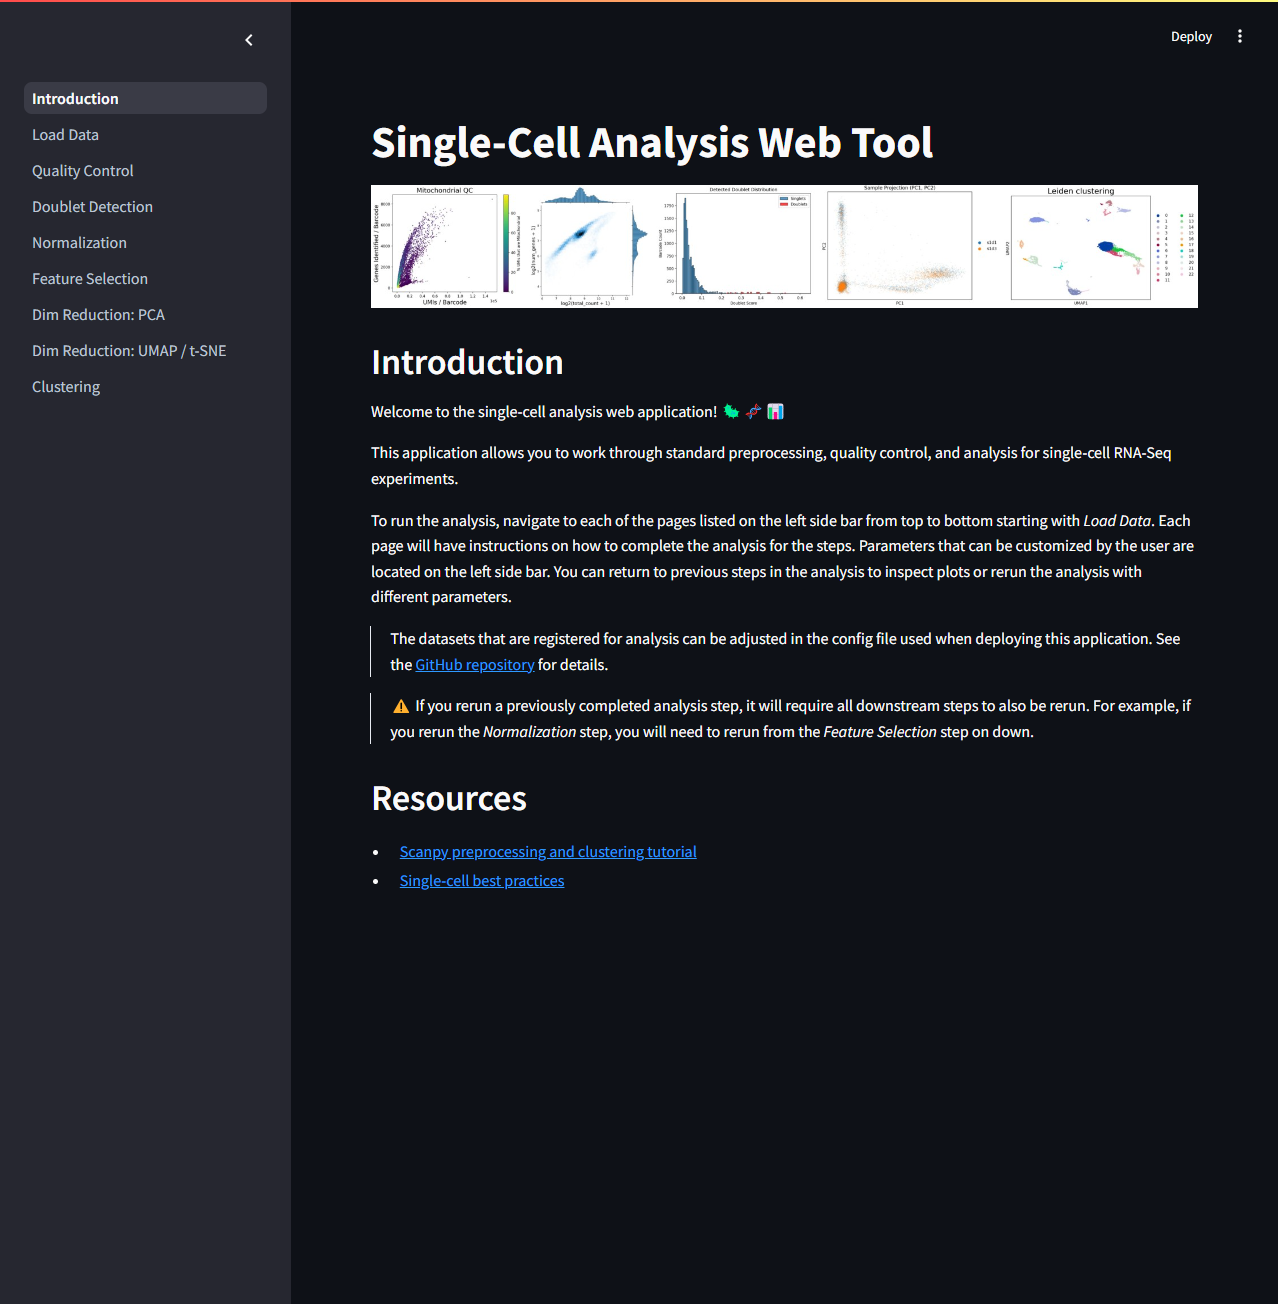 Deploy
Introduction
Load Data
Quality Control
Doublet Detection
Normalization
Feature Selection
Dim Reduction: PCA
Dim Reduction: UMAP / t-SNE
Clustering
Single-Cell Analysis Web Tool
Mitochondrial QC
Genes Identified / Barcode
UMIs / Barcode
log2(total_count + 1)
Detected Doublet Distribution
Singlets
Doublets
Barcode Count
Doublet Score
Sample Projection (PC1, PC2)
PC2
PC1
s1d1
s1d3
Leiden clustering
UMAP2
UMAP1
Introduction
Welcome to the single-cell analysis web application! 🦠 🧬 📊
This application allows you to work through standard preprocessing, quality control, and analysis for single-cell RNA-Seq
experiments.
To run the analysis, navigate to each of the pages listed on the left side bar from top to bottom starting with Load Data. Each
page will have instructions on how to complete the analysis for the steps. Parameters that can be customized by the user are
located on the left side bar. You can return to previous steps in the analysis to inspect plots or rerun the analysis with
different parameters.
The datasets that are registered for analysis can be adjusted in the config file used when deploying this application. See
the GitHub repository for details.
⚠️ If you rerun a previously completed analysis step, it will require all downstream steps to also be rerun. For example, if
you rerun the Normalization step, you will need to rerun from the Feature Selection step on down.
Resources
• Scanpy preprocessing and clustering tutorial
• Single-cell best practices